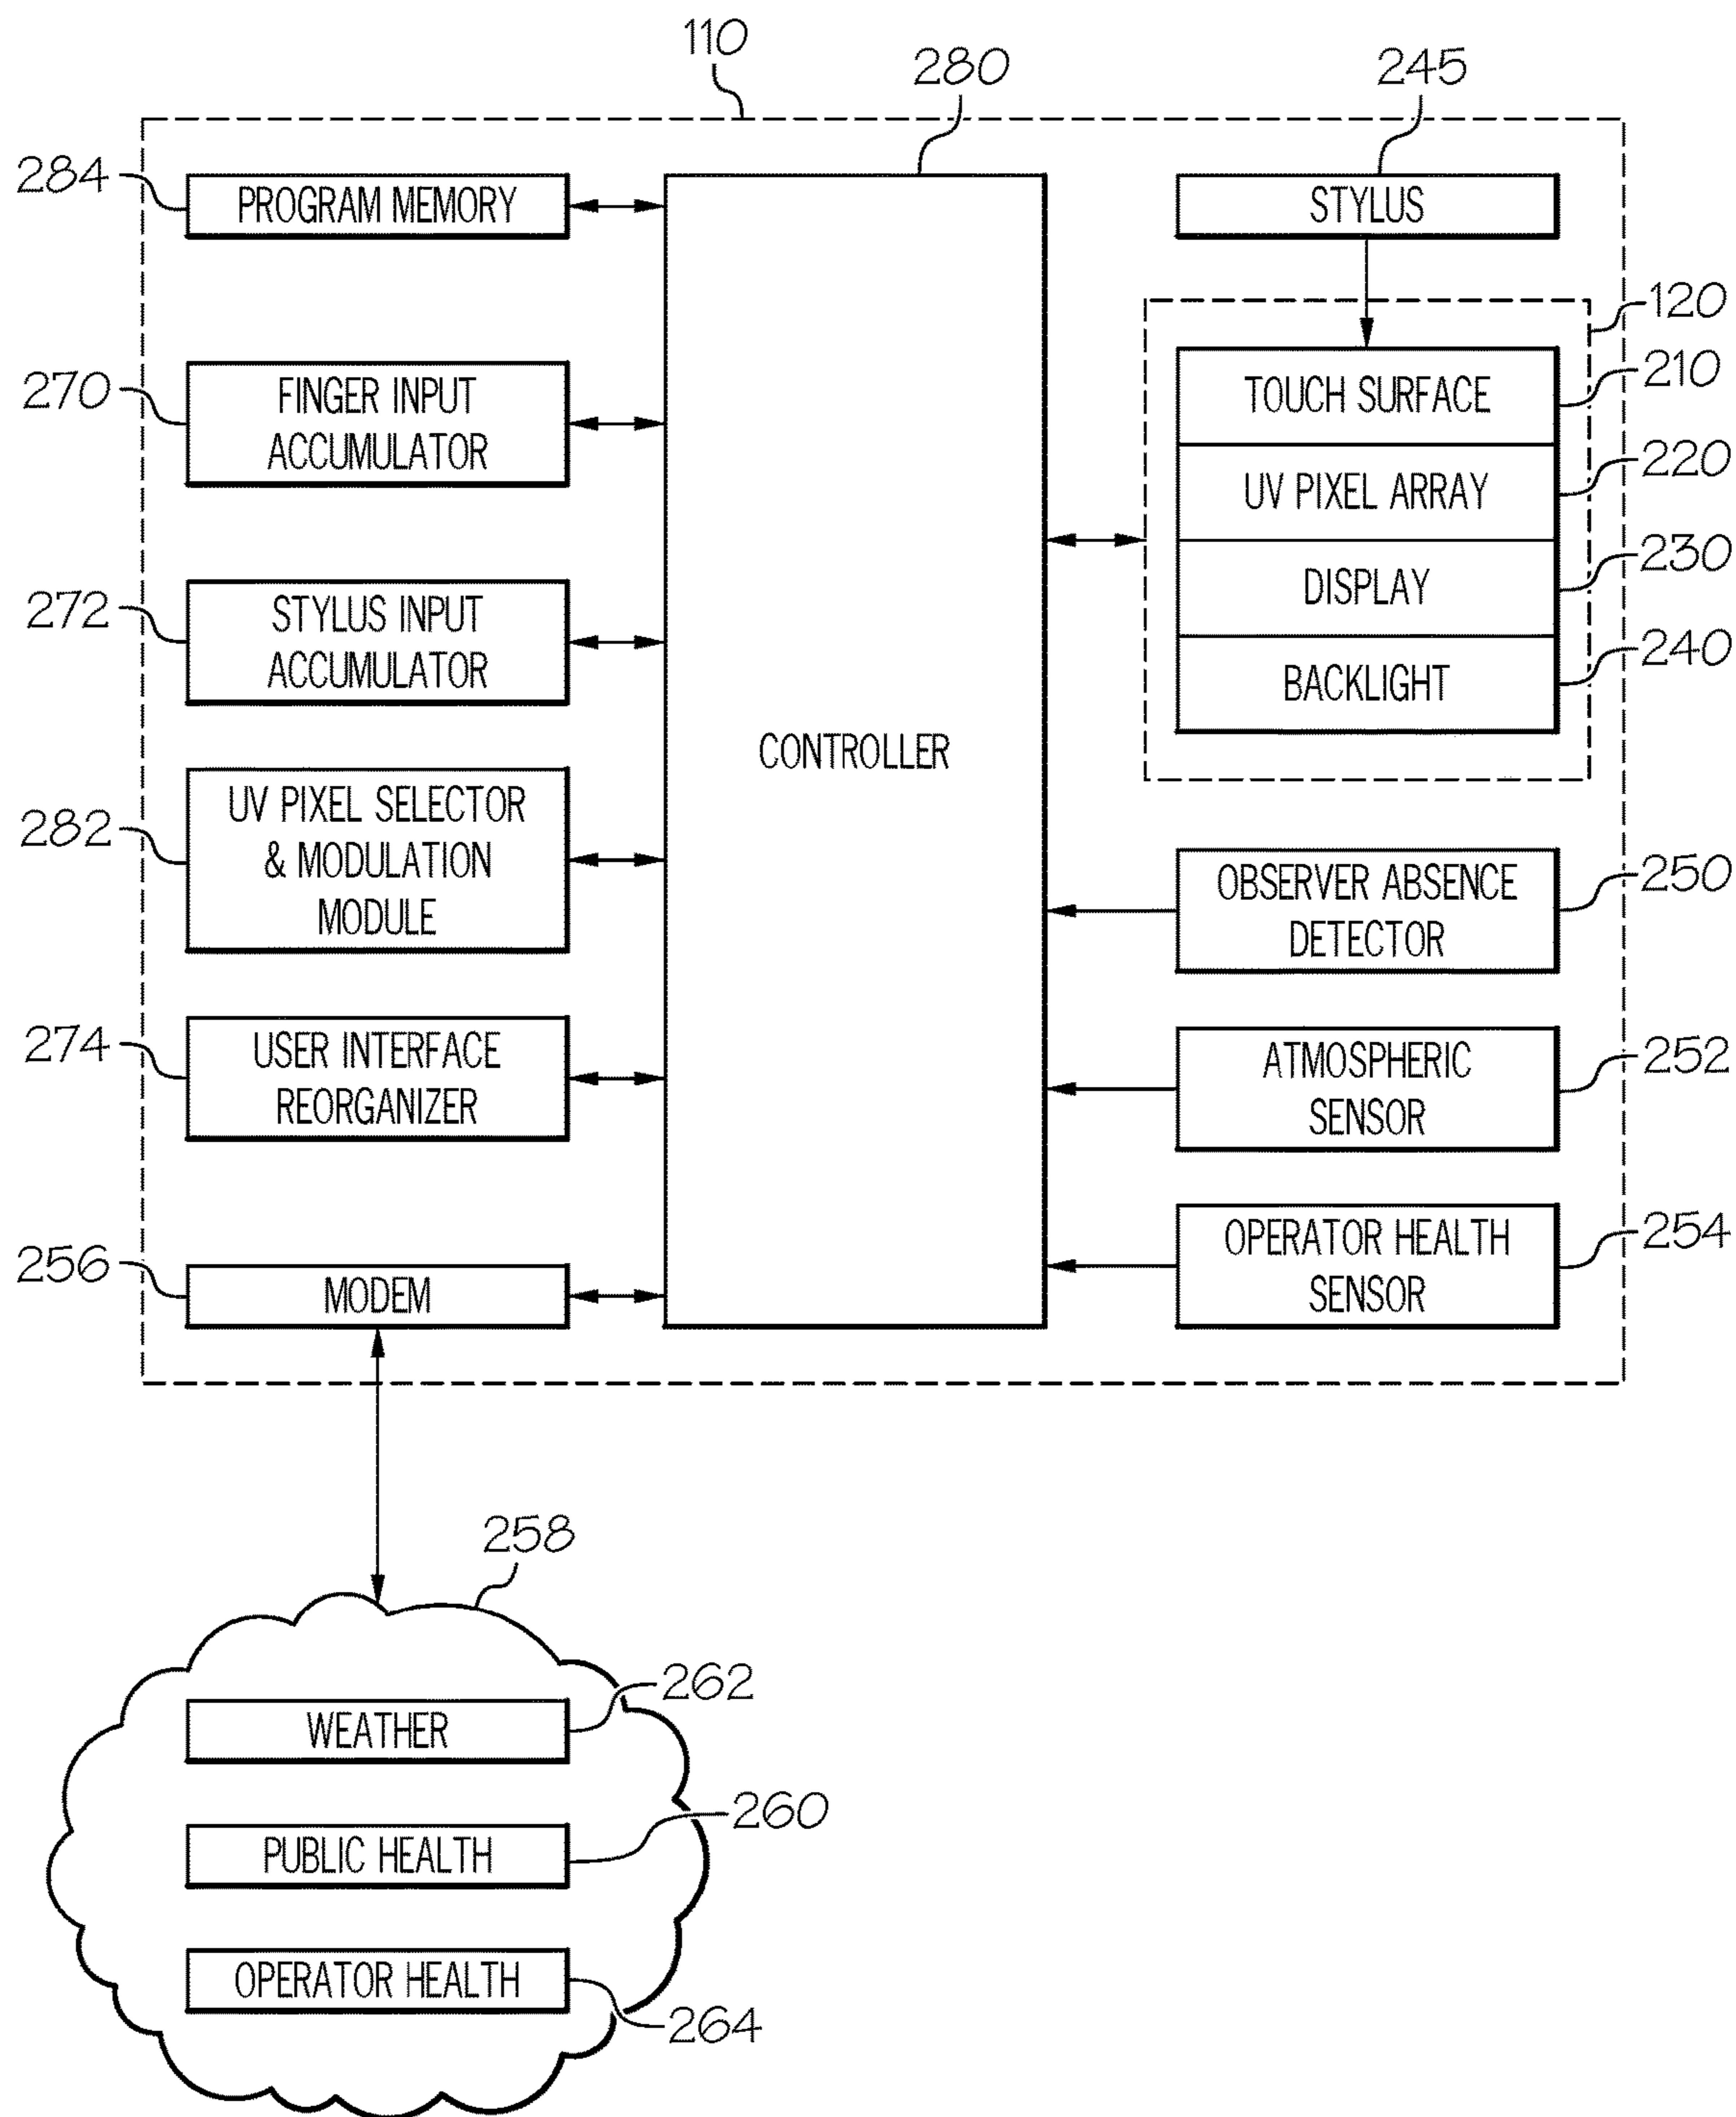 110
280
245
284
PROGRAM MEMORY
STYLUS
120
270
FINGER INPUT
ACCUMULATOR
TOUCH SURFACE
210
UV PIXEL ARRAY
220
272
STYLUS INPUT
ACCUMULATOR
DISPLAY
230
BACKLIGHT
240
CONTROLLER
282
UV PIXEL SELECTOR
& MODULATION
MODULE
OBSERVER ABSENCE
DETECTOR
250
274
USER INTERFACE
REORGANIZER
ATMOSPHERIC
SENSOR
252
256
MODEM
OPERATOR HEALTH
SENSOR
254
258
WEATHER
262
PUBLIC HEALTH
260
OPERATOR HEALTH
264